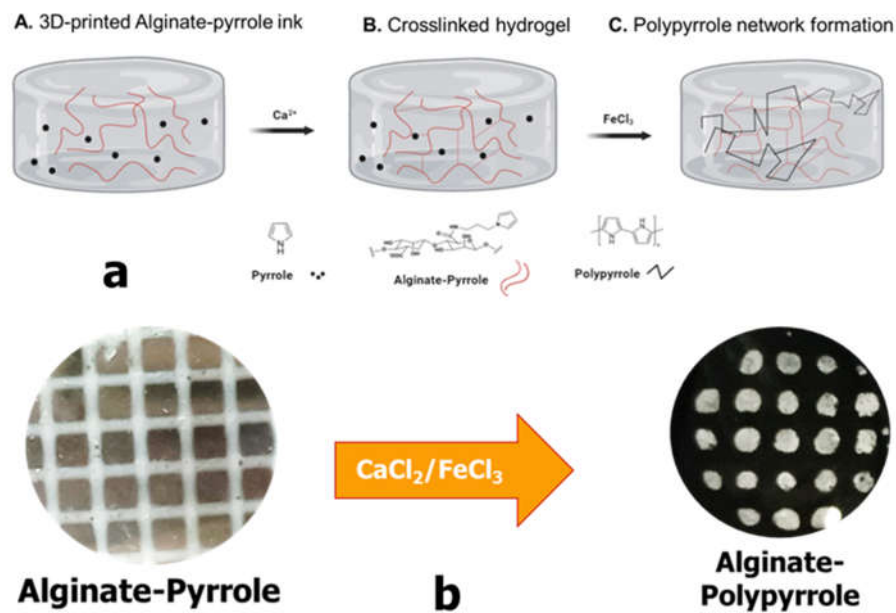 A. 3D-printed Alginate-pyrrole ink
B. Crosslinked hydrogel
C. Polypyrrole network formation
Ca²⁺
FeCl₃
Pyrrole
Alginate-Pyrrole
Polypyrrole
a
CaCl₂/FeCl₃
Alginate-Pyrrole
b
Alginate-
Polypyrrole